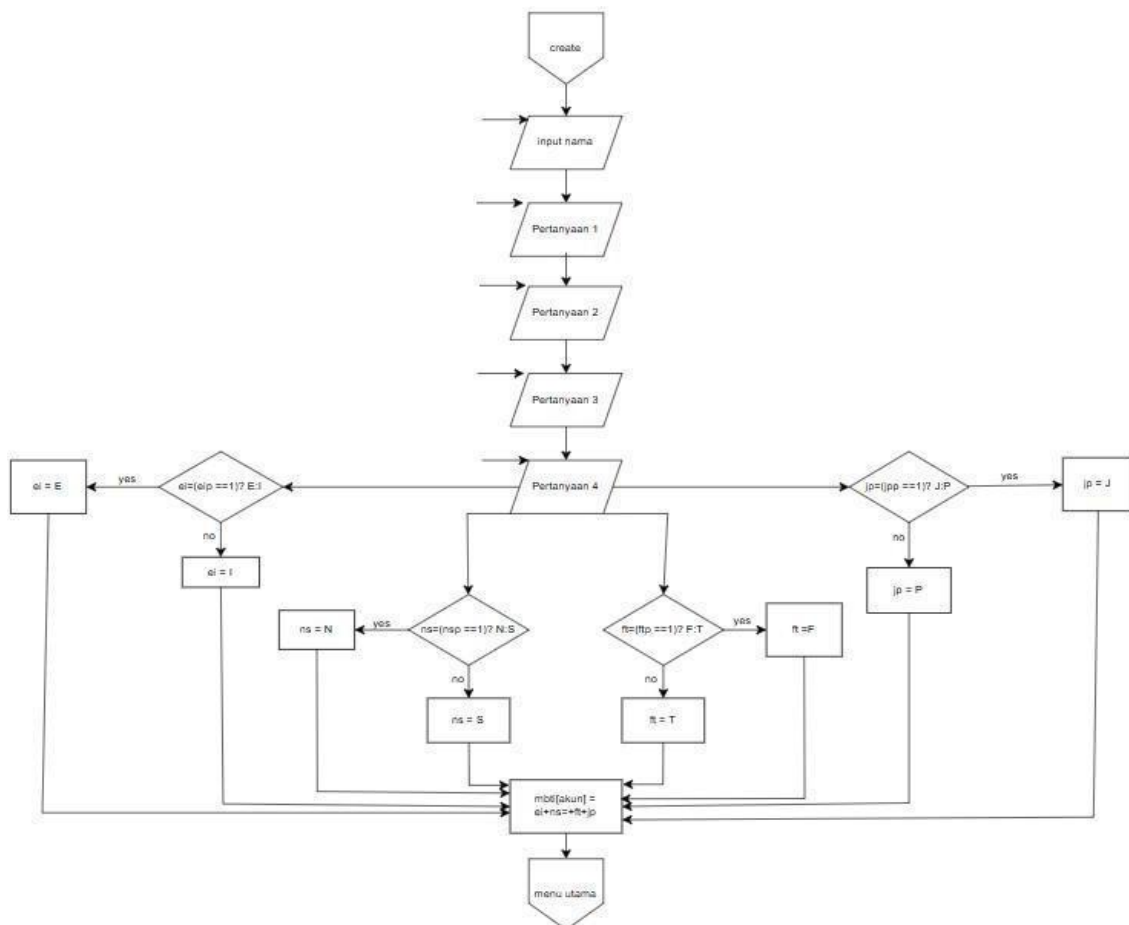 create
input nama
Pertanyaan 1
Pertanyaan 2
Pertanyaan 3
Pertanyaan 4
ei = E
yes
ei=(eip ==1)? E:I
no
ei = I
jp=(jpp ==1)? J:P
yes
jp = J
no
jp = P
ns = N
yes
ns=(nsp ==1)? N:S
no
ns = S
ft=(ftp ==1)? F:T
yes
ft =F
no
ft = T
mbti[akun] =
ei+ns=+ft+jp
menu utama